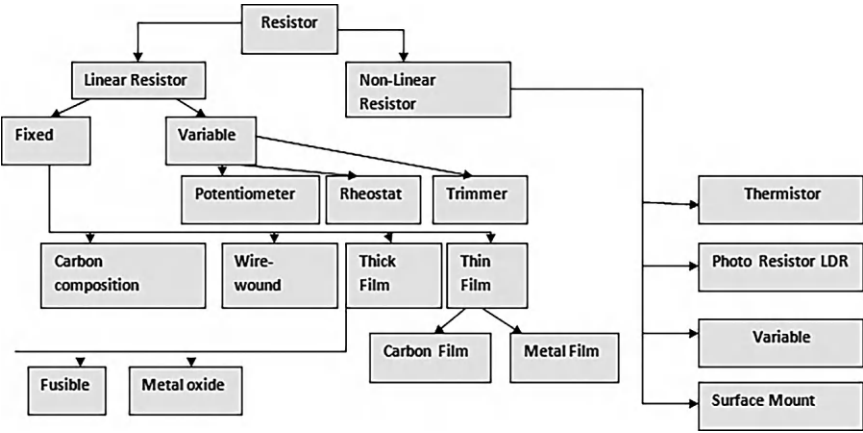 Resistor
Linear Resistor
Non-Linear
Resistor
Fixed
Variable
Potentiometer
Rheostat
Trimmer
Thermistor
Carbon
composition
Wire-
wound
Thick
Film
Thin
Film
Photo Resistor LDR
Variable
Carbon Film
Metal Film
Fusible
Metal oxide
Surface Mount